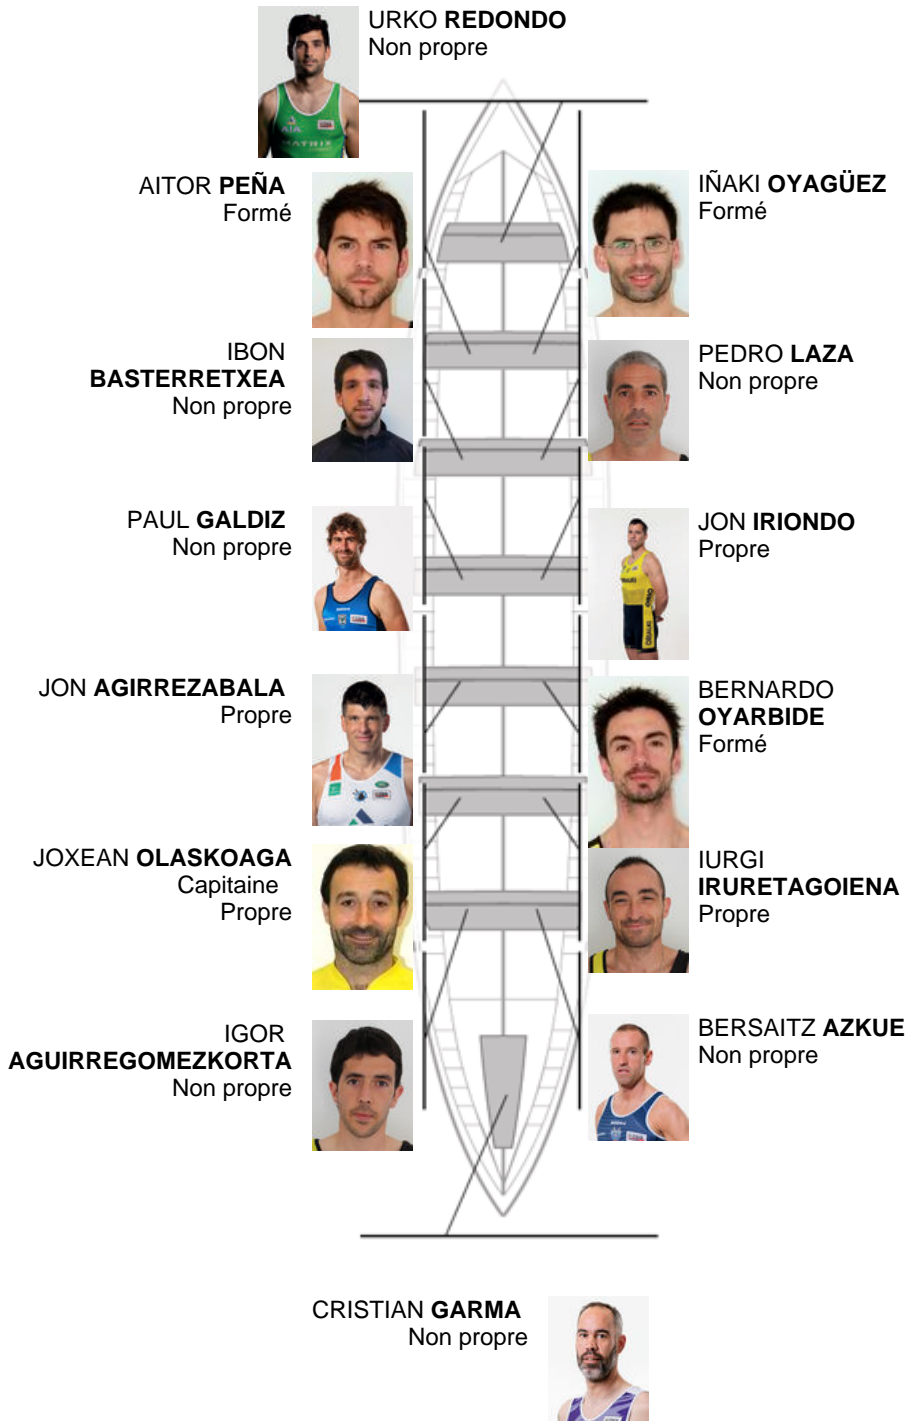 URKO REDONDO
Non propre
AITOR PEÑA
Formé
IÑAKI OYAGÜEZ
Formé
IBON
BASTERRETXEA
Non propre
PEDRO LAZA
Non propre
PAUL GALDIZ
Non propre
JON IRIONDO
Propre
JON AGIRREZABALA
Propre
BERNARDO
OYARBIDE
Formé
JOXEAN OLASKOAGA
Capitaine
Propre
IURGI
IRURETAGOIENA
Propre
IGOR
AGUIRREGOMEZKORTA
Non propre
BERSAITZ AZKUE
Non propre
CRISTIAN GARMA
Non propre